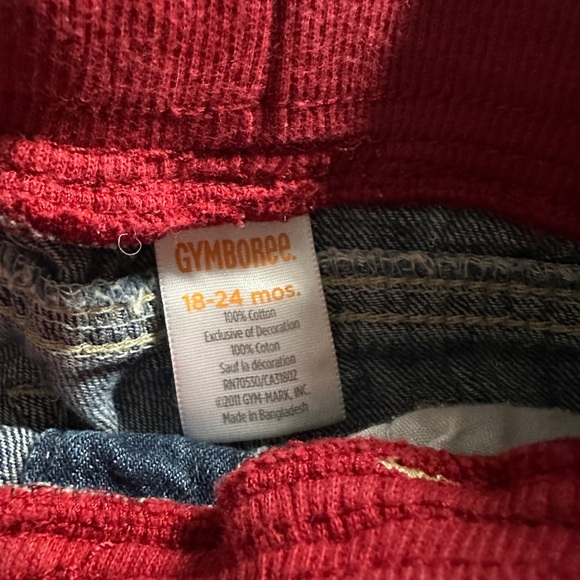 GYMBOREE.
18-24 mos.
100% Cotton
Exclusive of Decoration
100% Coton
Sauf la décoration
RN70530/CA31802
©2011 GYM-MARK, INC.
Made in Bangladesh